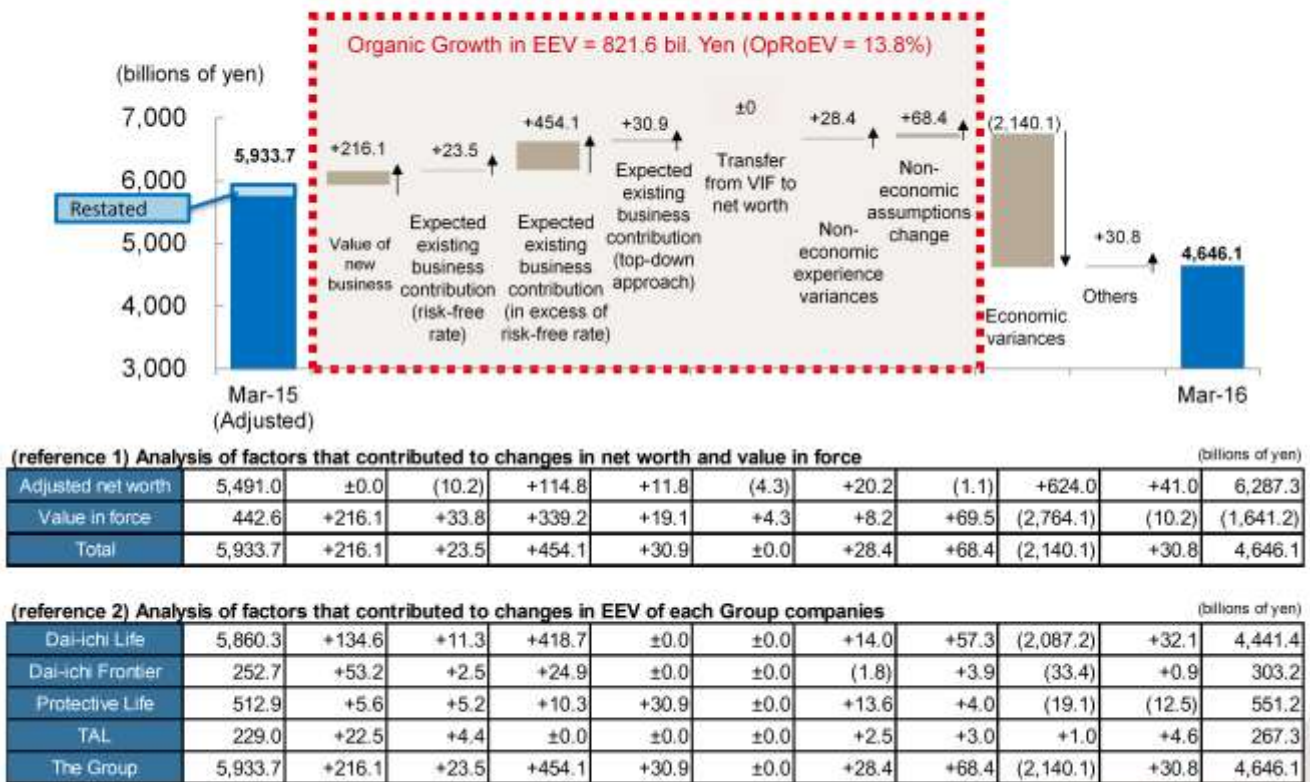 Organic Growth in EEV = 821.6 bil. Yen (OpRoEV = 13.8%)
(billions of yen)
7,000
6,000
5,000
4,000
3,000
5,933.7
Restated
Mar-15
(Adjusted)
+216.1
Value of
new
business
+23.5
Expected
existing
business
contribution
(risk-free
rate)
+454.1
Expected
existing
business
contribution
(in excess of
risk-free rate)
+30.9
Expected
existing
business
contribution
(top-down
approach)
±0
Transfer
from VIF to
net worth
+28.4
Non-
economic
experience
variances
+68.4
Non-
economic
assumptions
change
(2,140.1)
Economic
variances
+30.8
Others
4,646.1
Mar-16
(reference 1) Analysis of factors that contributed to changes in net worth and value in force (billions of yen)
Adjusted net worth 5,491.0 ±0.0 (10.2) +114.8 +11.8 (4.3) +20.2 (1.1) +624.0 +41.0 6,287.3
Value in force 442.6 +216.1 +33.8 +339.2 +19.1 +4.3 +8.2 +69.5 (2,764.1) (10.2) (1,641.2)
Total 5,933.7 +216.1 +23.5 +454.1 +30.9 ±0.0 +28.4 +68.4 (2,140.1) +30.8 4,646.1
(reference 2) Analysis of factors that contributed to changes in EEV of each Group companies (billions of yen)
Dai-ichi Life 5,860.3 +134.6 +11.3 +418.7 ±0.0 ±0.0 +14.0 +57.3 (2,087.2) +32.1 4,441.4
Dai-ichi Frontier 252.7 +53.2 +2.5 +24.9 ±0.0 ±0.0 (1.8) +3.9 (33.4) +0.9 303.2
Protective Life 512.9 +5.6 +5.2 +10.3 +30.9 ±0.0 +13.6 +4.0 (19.1) (12.5) 551.2
TAL 229.0 +22.5 +4.4 ±0.0 ±0.0 ±0.0 +2.5 +3.0 +1.0 +4.6 267.3
The Group 5,933.7 +216.1 +23.5 +454.1 +30.9 ±0.0 +28.4 +68.4 (2,140.1) +30.8 4,646.1